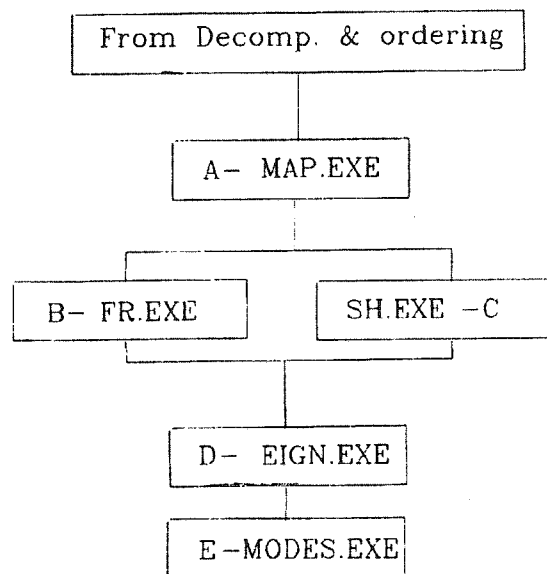 From Decomp. & ordering
A- MAP.EXE
B- FR.EXE
SH.EXE -C
D- EIGN.EXE
E-MODES.EXE